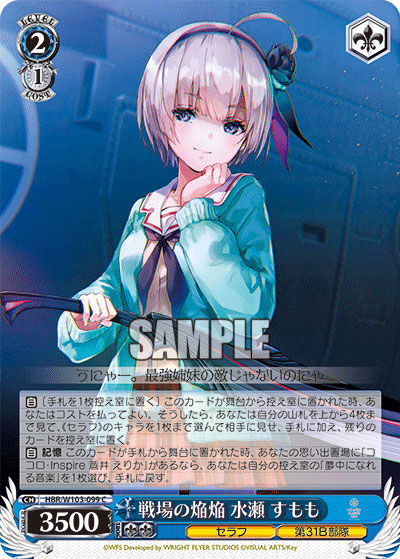 LEVEL
2
1
COST
SAMPLE
うにゃー。最強姉妹の敵じゃないのにゃ
自［手札を1枚控え室に置く］このカードが舞台から控え室に置かれた時、あ
なたはコストを払ってよい。そうしたら、あなたは自分の山札を上から4枚ま
で見て、《セラフ》のキャラを1枚まで選んで相手に見せ、手札に加え、残りの
カードを控え室に置く。
記 このカードが手札から舞台に置かれた時、あなたの思い出置場に「コ
コロ・Inspire 蒼井 えりか」があるなら、あなたは自分の「夢中になれ
る音楽」を1枚まで選び、手札に戻す。
CH HBR/W103-099 C
3500
戦場の焔焔 水瀬 すもも
セラフ
第31B部隊
©WFS Developed by WRIGHT FLYER STUDIOS ©VISUAL ARTS/Key